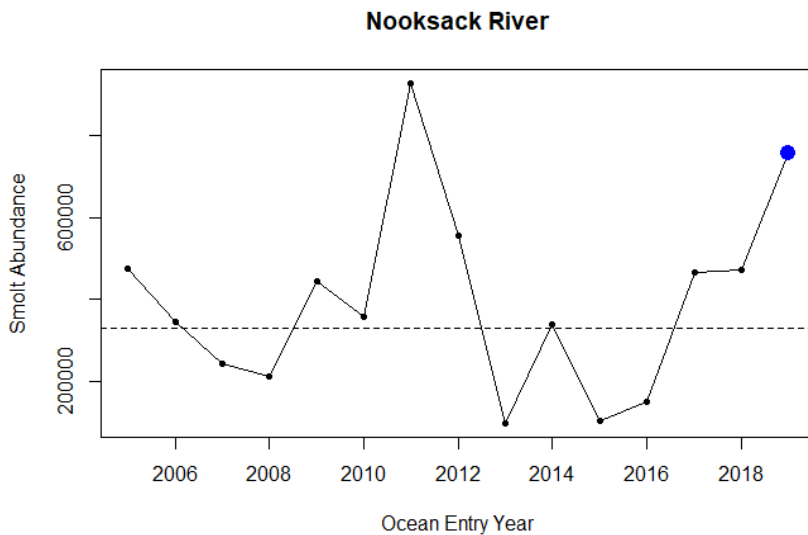 Nooksack River
Smolt Abundance
600000
200000
2006 2008 2010 2012 2014 2016 2018
Ocean Entry Year